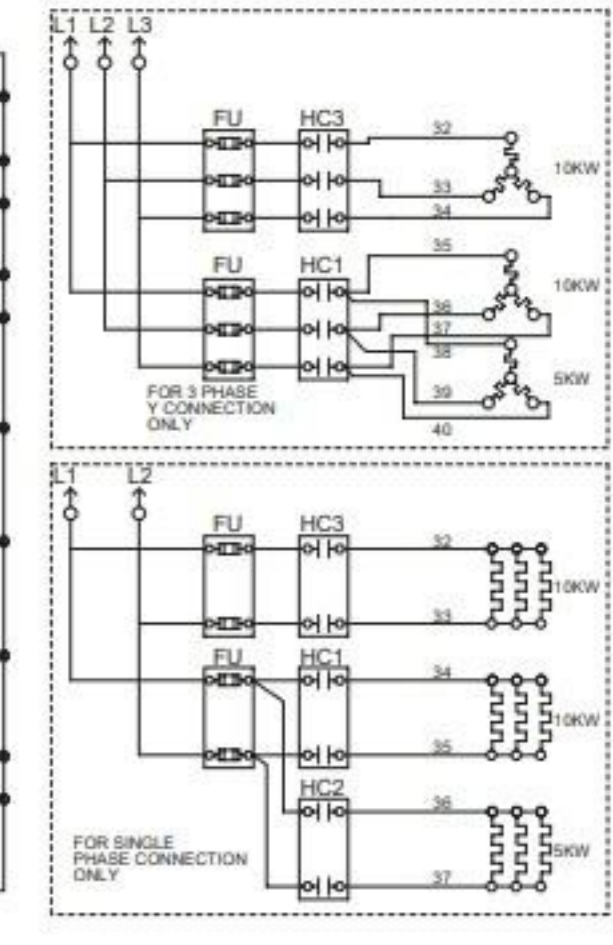 L1 L2 L3
FU HC3
32
10KW
33
34
35
FU HC1
10KW
36
37
38
5KW
39
FOR 3 PHASE
Y CONNECTION
ONLY
40
L1 L2
FU HC3
32
10KW
33
FU HC1
34
10KW
35
HC2
36
5KW
37
FOR SINGLE
PHASE CONNECTION
ONLY